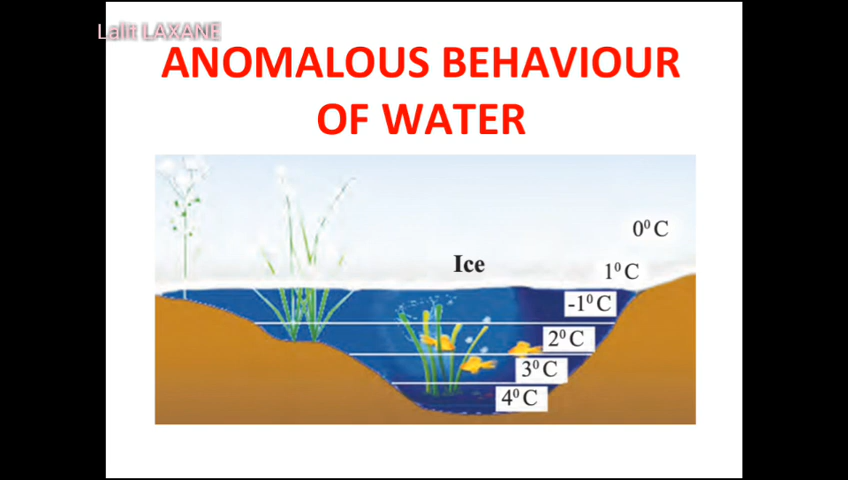 Lalit LAXANE
ANOMALOUS BEHAVIOUR
OF WATER
0⁰ C
Ice
1⁰ C
-1⁰ C
2⁰ C
3⁰ C
4⁰ C